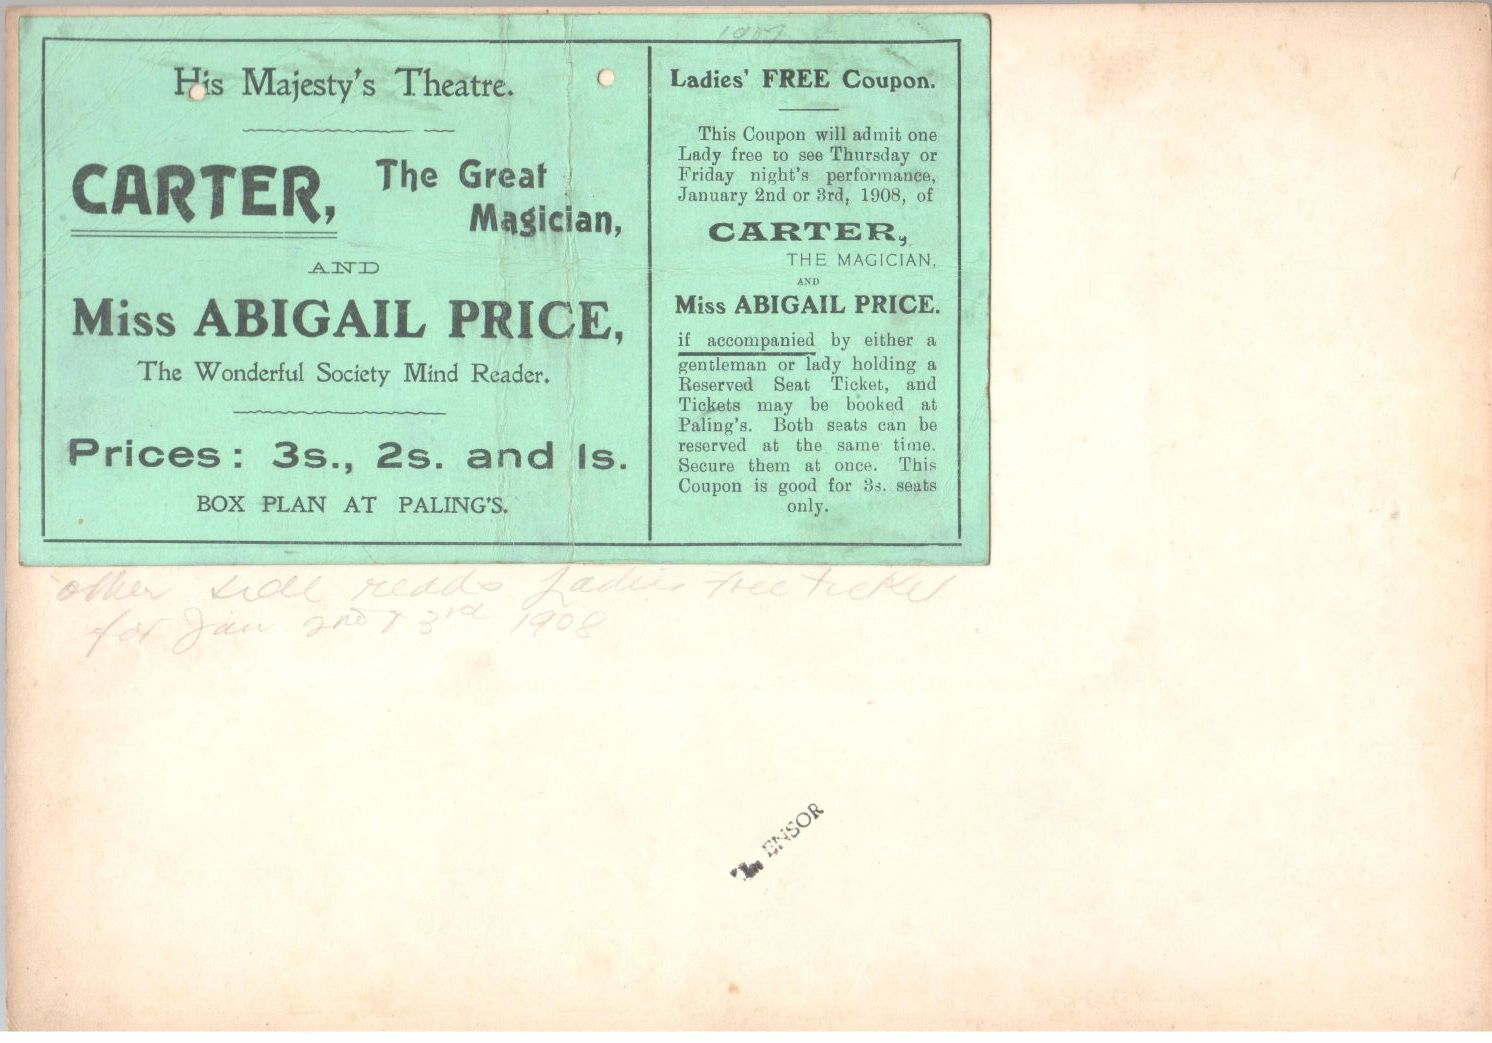 His Majesty's Theatre.
CARTER, The Great
Magician,
AND
Miss ABIGAIL PRICE,
The Wonderful Society Mind Reader.
Prices: 3s., 2s. and 1s.
BOX PLAN AT PALING'S.
Ladies' FREE Coupon.
This Coupon will admit one
Lady free to see Thursday or
Friday night's performance,
January 2nd or 3rd, 1908, of
CARTER,
THE MAGICIAN,
AND
Miss ABIGAIL PRICE.
if accompanied by either a
gentleman or lady holding a
Reserved Seat Ticket, and
Tickets may be booked at
Paling's. Both seats can be
reserved at the same time.
Secure them at once. This
Coupon is good for 3s. seats
only.
other side reads Ladies Free Ticket
for Jan 2nd & 3rd 1908
ENSOR